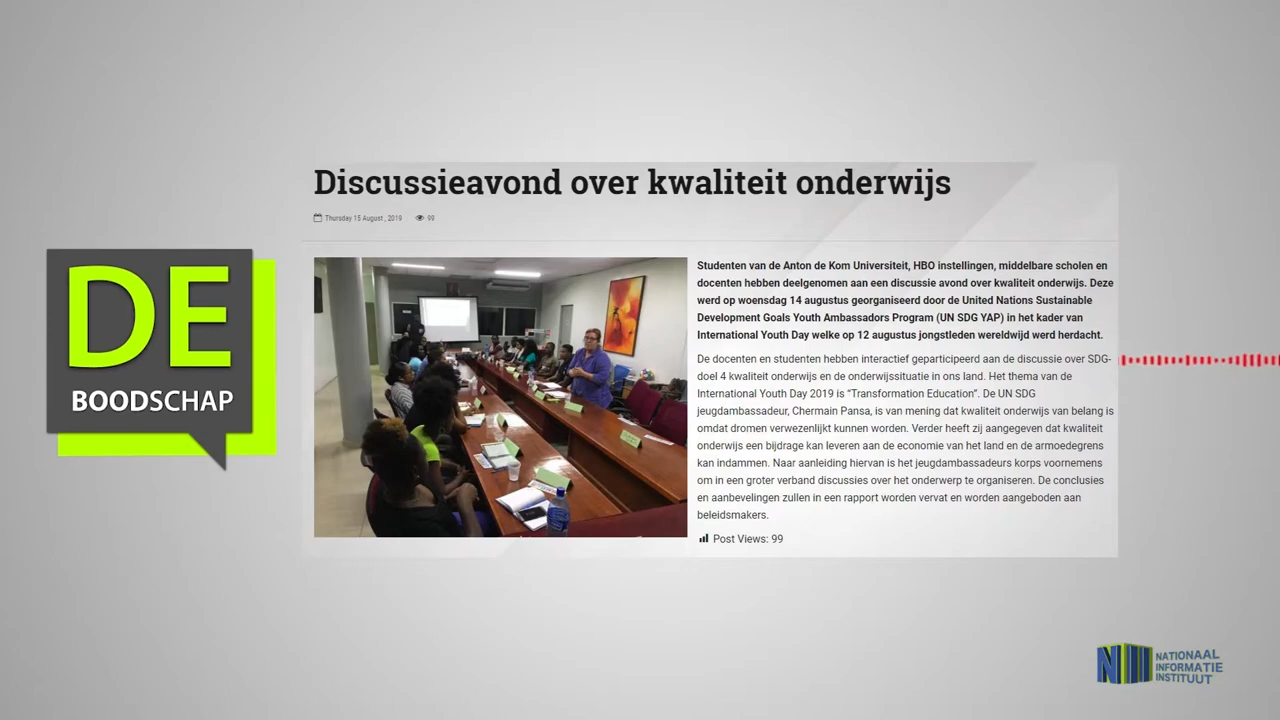 Discussieavond over kwaliteit onderwijs
Thursday 15 August , 2019 99
DE
BOODSCHAP
Studenten van de Anton de Kom Universiteit, HBO instellingen, middelbare scholen en
docenten hebben deelgenomen aan een discussie avond over kwaliteit onderwijs. Deze
werd op woensdag 14 augustus georganiseerd door de United Nations Sustainable
Development Goals Youth Ambassadors Program (UN SDG YAP) in het kader van
International Youth Day welke op 12 augustus jongstleden wereldwijd werd herdacht.
De docenten en studenten hebben interactief geparticipeerd aan de discussie over SDG-
doel 4 kwaliteit onderwijs en de onderwijssituatie in ons land. Het thema van de
International Youth Day 2019 is “Transformation Education”. De UN SDG
jeugdambassadeur, Chermain Pansa, is van mening dat kwaliteit onderwijs van belang is
omdat dromen verwezenlijkt kunnen worden. Verder heeft zij aangegeven dat kwaliteit
onderwijs een bijdrage kan leveren aan de economie van het land en de armoedegrens
kan indammen. Naar aanleiding hiervan is het jeugdambassadeurs korps voornemens
om in een groter verband discussies over het onderwerp te organiseren. De conclusies
en aanbevelingen zullen in een rapport worden vervat en worden aangeboden aan
beleidsmakers.
Post Views: 99
NATIONAAL
INFORMATIE
INSTITUUT